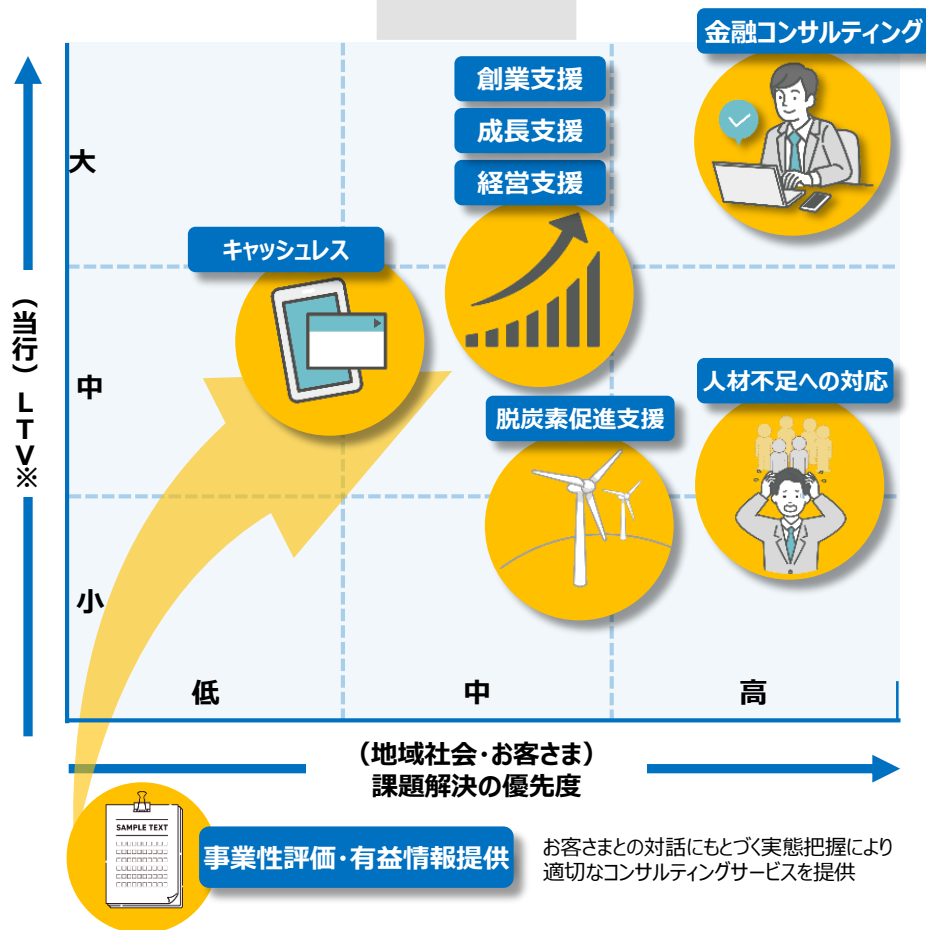 金融コンサルティング
創業支援
成長支援
経営支援
大
キャッシュレス
(当行)LTV※
中
人材不足への対応
脱炭素促進支援
小
低
中
高
(地域社会・お客さま)
課題解決の優先度
SAMPLE TEXT
事業性評価・有益情報提供
お客さまとの対話にもとづく実態把握により
適切なコンサルティングサービスを提供